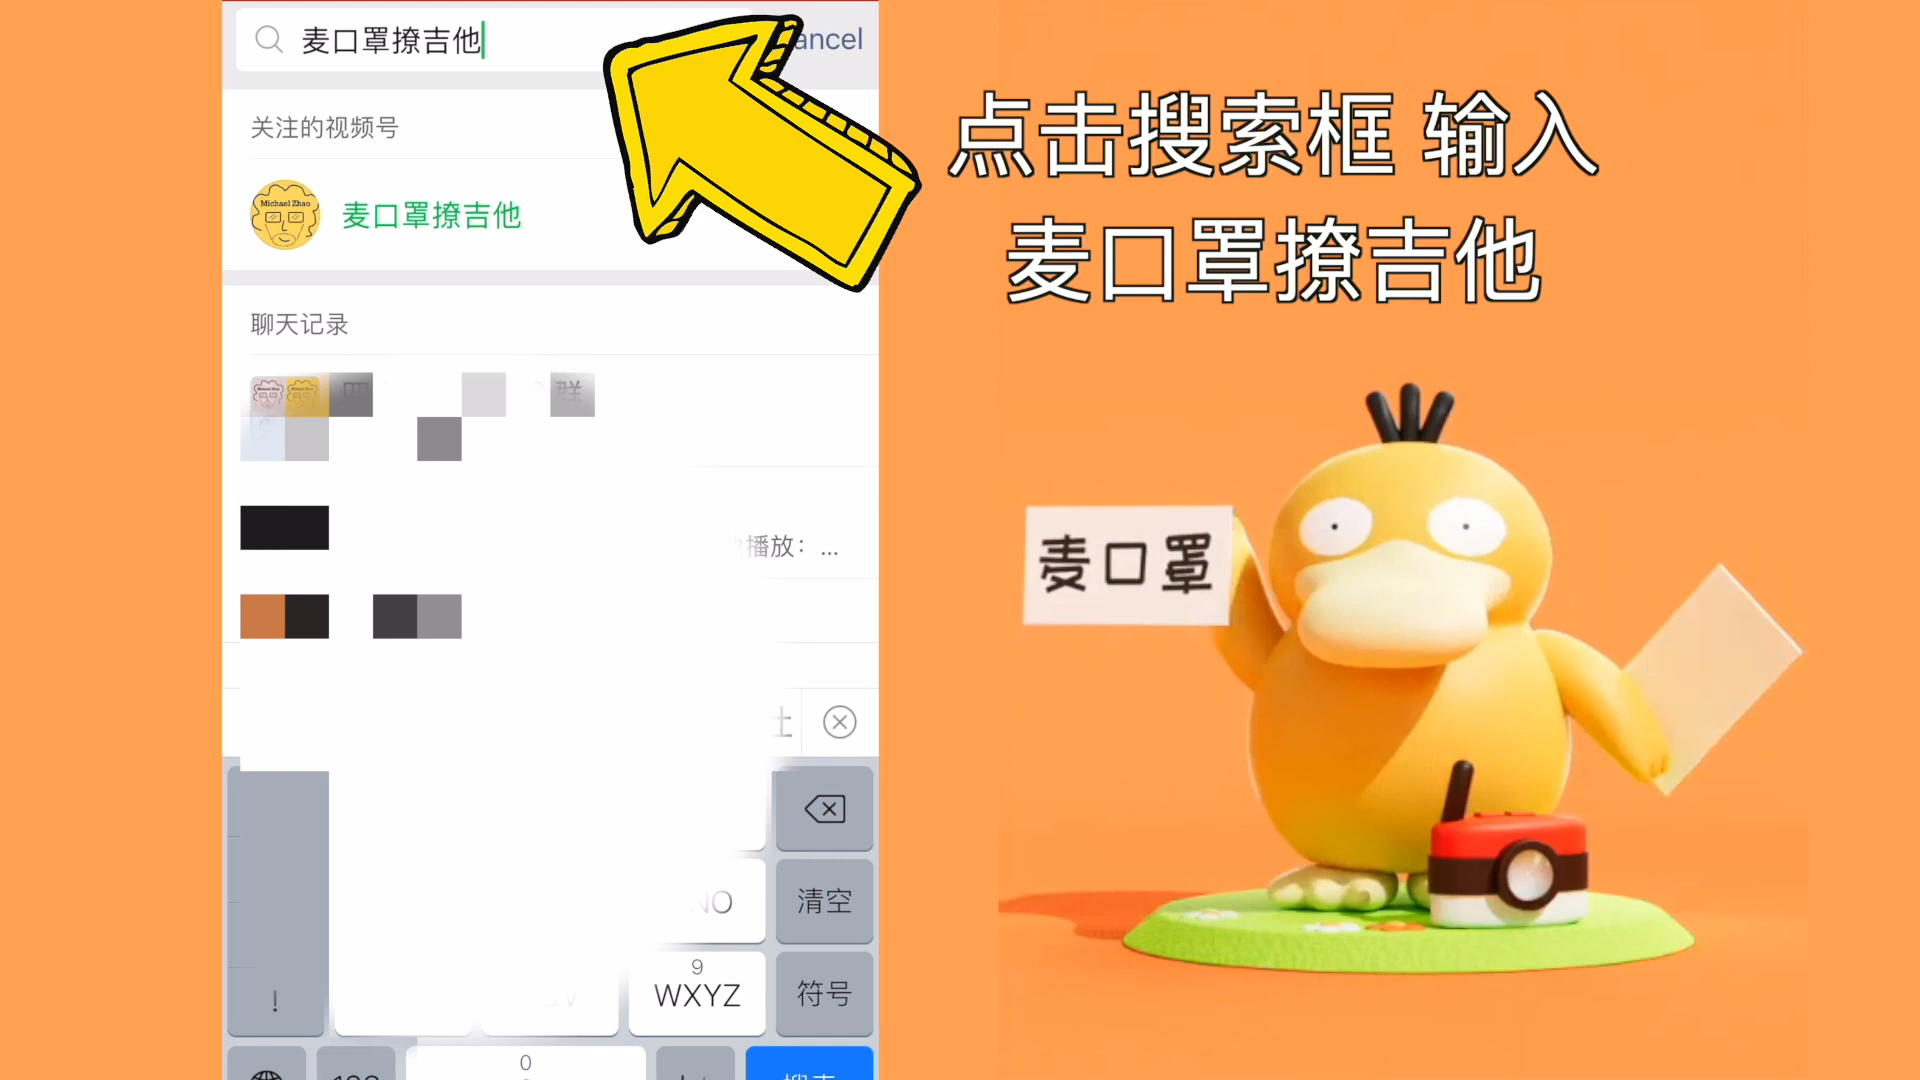 麦口罩撩吉他
ancel
关注的视频号
Michael Zhao
麦口罩撩吉他
聊天记录
群
播放：...
NO
清空
!
9
WXYZ
符号
0
点击搜索框 输入
麦口罩撩吉他
麦口罩